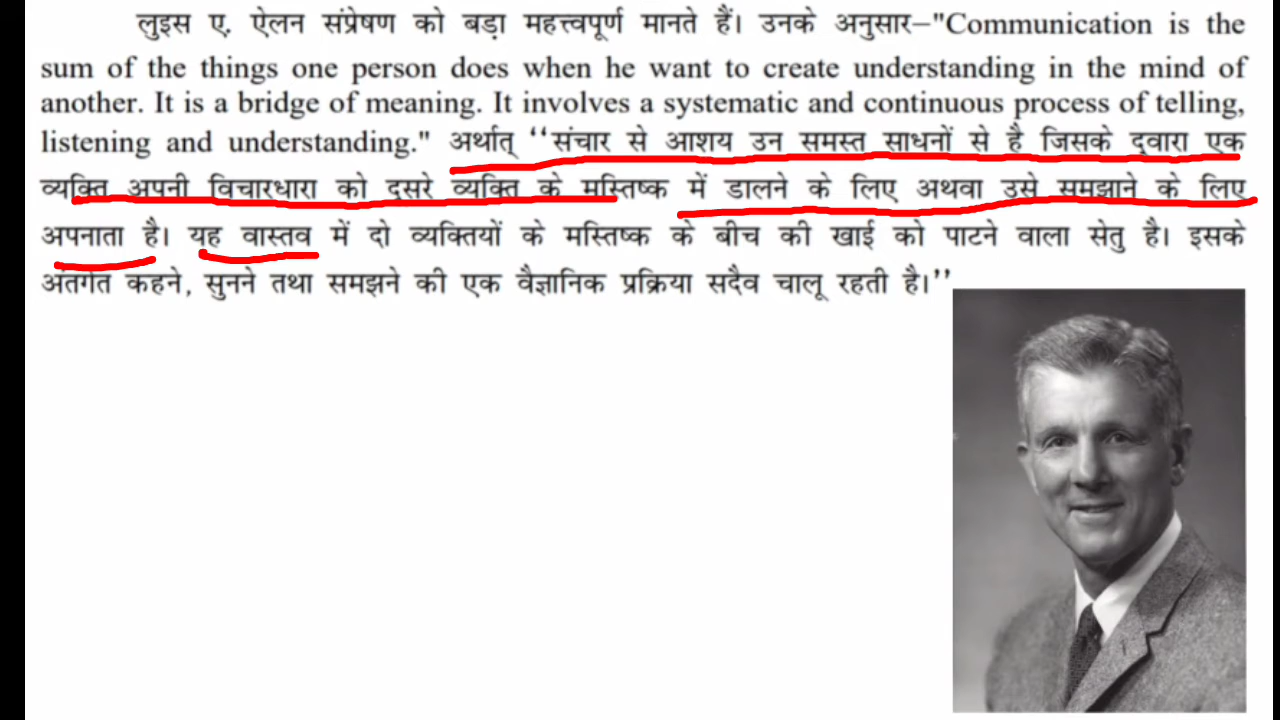 लुइस ए. ऐलन संप्रेषण को बड़ा महत्त्वपूर्ण मानते हैं। उनके अनुसार–"Communication is the
sum of the things one person does when he want to create understanding in the mind of
another. It is a bridge of meaning. It involves a systematic and continuous process of telling,
listening and understanding." अर्थात् ‘‘संचार से आशय उन समस्त साधनों से है जिसके द्वारा एक
व्यक्ति अपनी विचारधारा को दूसरे व्यक्ति के मस्तिष्क में डालने के लिए अथवा उसे समझाने के लिए
अपनाता है। यह वास्तव में दो व्यक्तियों के मस्तिष्क के बीच की खाई को पाटने वाला सेतु है। इसके
अंतर्गत कहने, सुनने तथा समझने की एक वैज्ञानिक प्रक्रिया सदैव चालू रहती है।’’